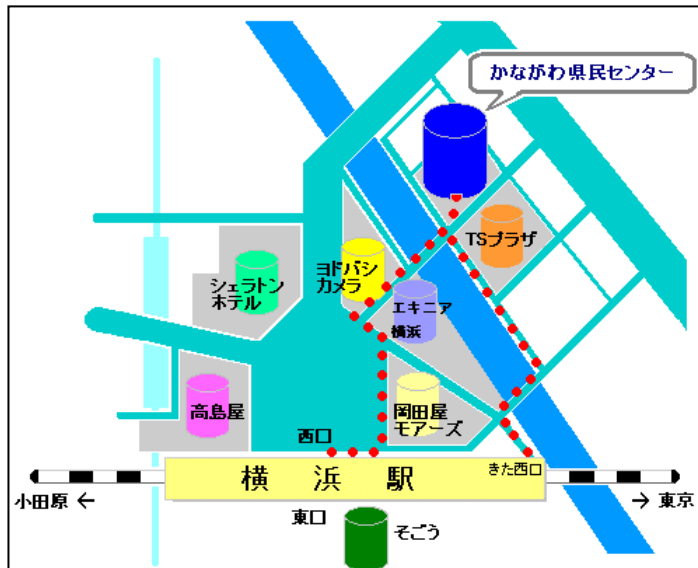 かながわ県民センター
TSプラザ
ヨドバシ
カメラ
シェラトン
ホテル
エキニア
横浜
高島屋
岡田屋
モアーズ
西口
横浜駅
きた西口
小田原 ←
→ 東京
東口
そごう